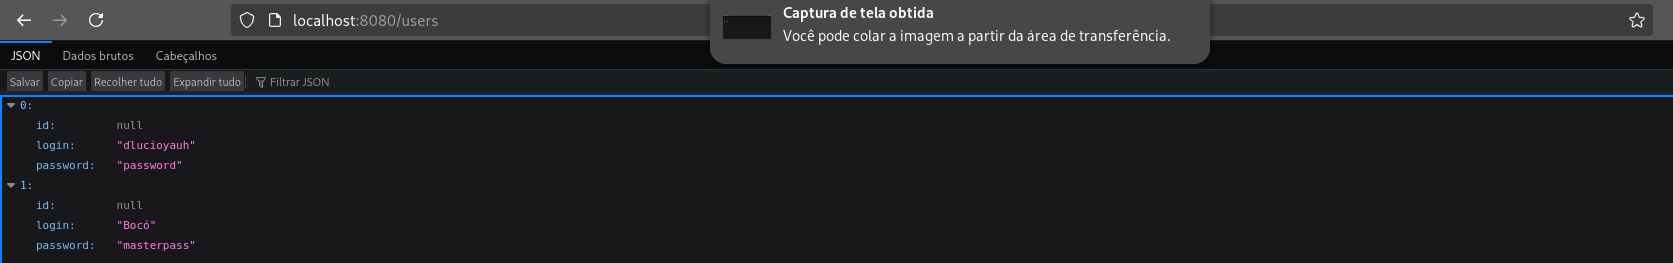 localhost:8080/users
Captura de tela obtida
Você pode colar a imagem a partir da área de transferência.
JSON Dados brutos Cabeçalhos
Salvar Copiar Recolher tudo Expandir tudo Filtrar JSON
0:
id: null
login: "dlucioyauh"
password: "password"
1:
id: null
login: "Bocó"
password: "masterpass"